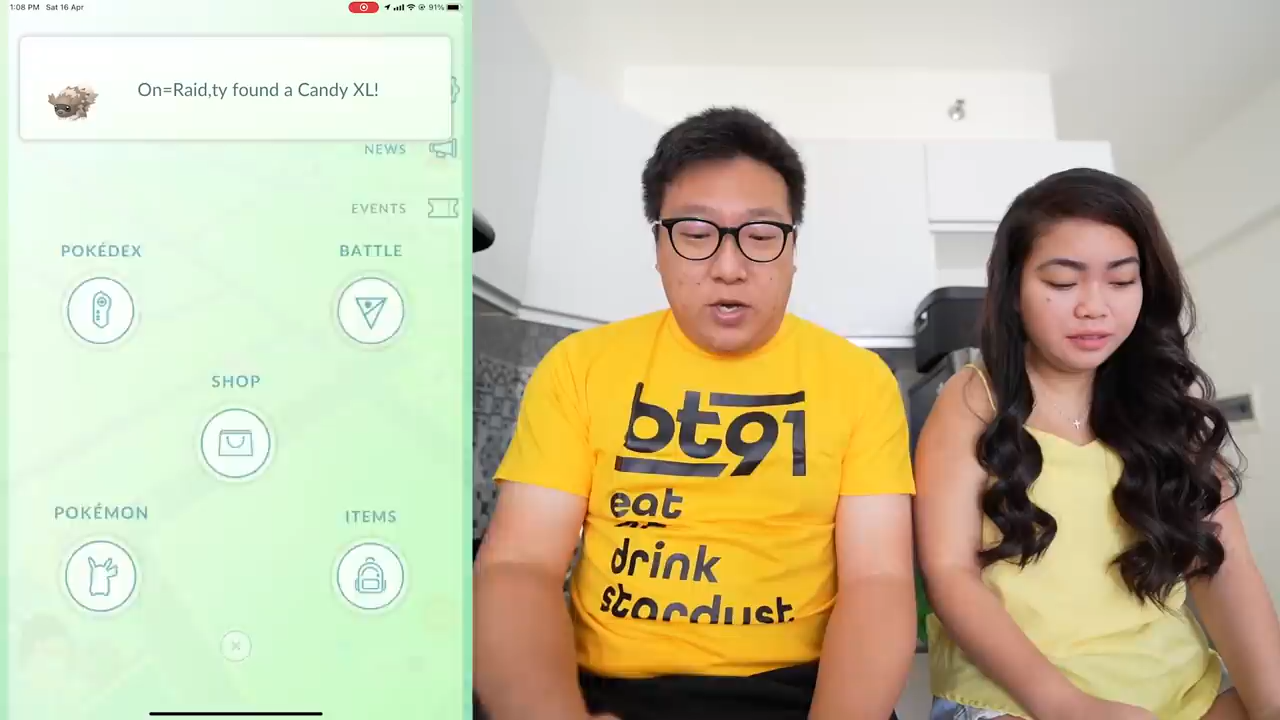 1:08 PM Sat 16 Apr
91%
On=Raid,ty found a Candy XL!
NEWS
EVENTS
POKÉDEX
BATTLE
SHOP
POKÉMON
ITEMS
bt91
eat
drink
stardust